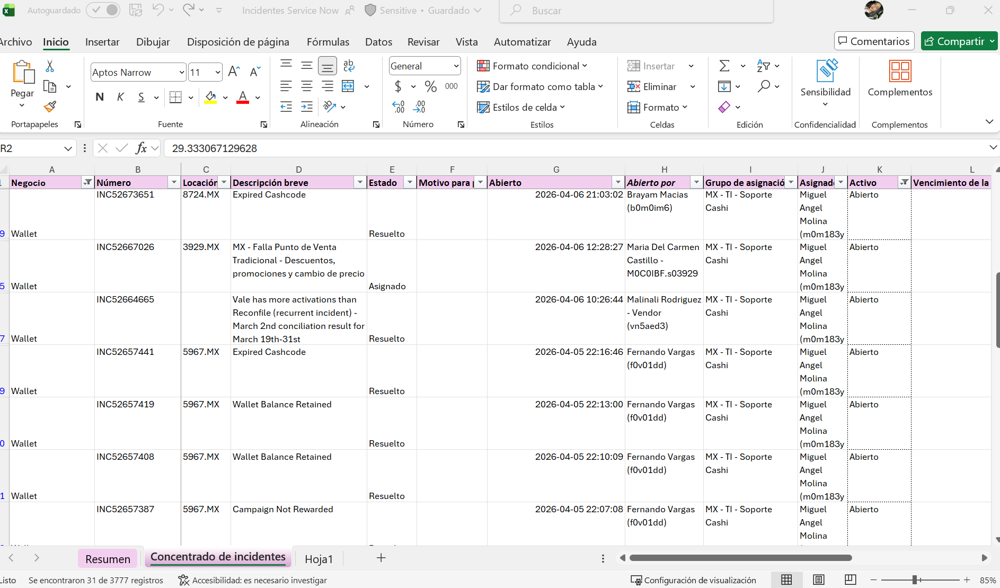 Autoguardado
Incidentes Service Now
Sensitive • Guardado
Buscar
Archivo Inicio Insertar Dibujar Disposición de página Fórmulas Datos Revisar Vista Automatizar Ayuda
Comentarios
Compartir
Pegar
Portapapeles
Aptos Narrow 11
N K S
Fuente
Alineación
General
$ % 000
Número
Formato condicional
Dar formato como tabla
Estilos de celda
Estilos
Insertar
Eliminar
Formato
Celdas
Edición
Sensibilidad
Confidencialidad
Complementos
Complementos
R2 fx 29.333067129628
A B C D E F G H I J K L
1 Negocio Número Locación Descripción breve Estado Motivo para p Abierto Abierto por Grupo de asignació Asignad Activo Vencimiento de la
INC52673651 8724.MX Expired Cashcode 2026-04-06 21:03:02 Brayam Macias MX - TI - Soporte Miguel Abierto
(b0m0im6) Cashi Angel
Molina
9 Wallet Resuelto (m0m183y
INC52667026 3929.MX MX - Falla Punto de Venta 2026-04-06 12:28:27 Maria Del Carmen MX - TI - Soporte Miguel Abierto
Tradicional - Descuentos, Castillo - Cashi Angel
promociones y cambio de precio M0C0IBF.s03929 Molina
5 Wallet Asignado (m0m183y
INC52664665 Vale has more activations than 2026-04-06 10:26:44 Malinali Rodriguez MX - TI - Soporte Miguel Abierto
Reconfile (recurrent incident) - - Vendor Cashi Angel
March 2nd conciliation result for (vn5aed3) Molina
7 Wallet March 19th-31st Resuelto (m0m183y
INC52657441 5967.MX Expired Cashcode 2026-04-05 22:16:46 Fernando Vargas MX - TI - Soporte Miguel Abierto
(f0v01dd) Cashi Angel
Molina
9 Wallet Resuelto (m0m183y
INC52657419 5967.MX Wallet Balance Retained 2026-04-05 22:13:00 Fernando Vargas MX - TI - Soporte Miguel Abierto
(f0v01dd) Cashi Angel
Molina
0 Wallet Resuelto (m0m183y
INC52657408 5967.MX Wallet Balance Retained 2026-04-05 22:10:09 Fernando Vargas MX - TI - Soporte Miguel Abierto
(f0v01dd) Cashi Angel
Molina
1 Wallet Resuelto (m0m183y
INC52657387 5967.MX Campaign Not Rewarded 2026-04-05 22:07:08 Fernando Vargas MX - TI - Soporte Miguel Abierto
(f0v01dd) Cashi Angel
Molina
Resumen Concentrado de incidentes Hoja1
Listo Se encontraron 31 de 3777 registros Accesibilidad: es necesario investigar Configuración de visualización 85%